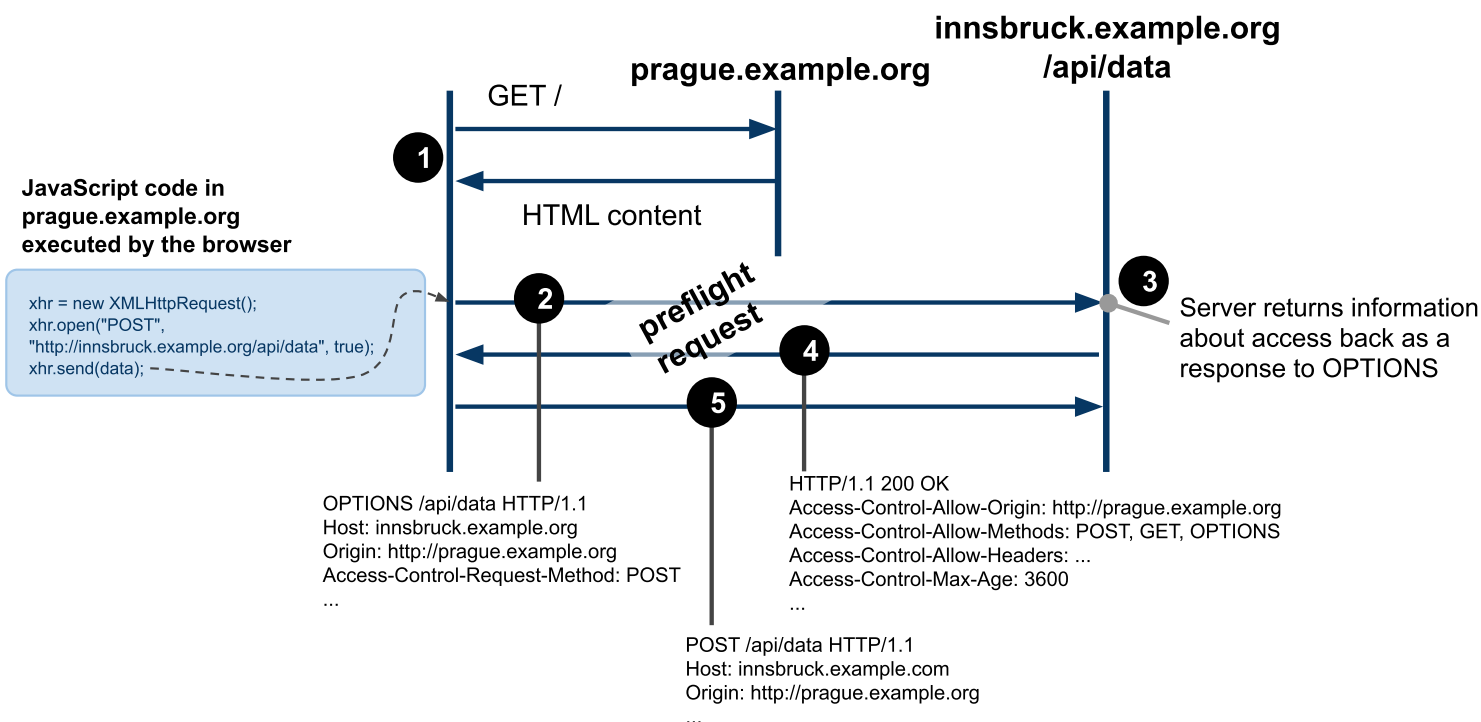 innsbruck.example.org
/api/data
prague.example.org
GET /
1
HTML content
JavaScript code in
prague.example.org
executed by the browser
xhr = new XMLHttpRequest();
xhr.open("POST",
"http://innsbruck.example.org/api/data", true);
xhr.send(data);
2
preflight
request
3
Server returns information
about access back as a
response to OPTIONS
4
5
OPTIONS /api/data HTTP/1.1
Host: innsbruck.example.org
Origin: http://prague.example.org
Access-Control-Request-Method: POST
...
HTTP/1.1 200 OK
Access-Control-Allow-Origin: http://prague.example.org
Access-Control-Allow-Methods: POST, GET, OPTIONS
Access-Control-Allow-Headers: ...
Access-Control-Max-Age: 3600
...
POST /api/data HTTP/1.1
Host: innsbruck.example.com
Origin: http://prague.example.org
...